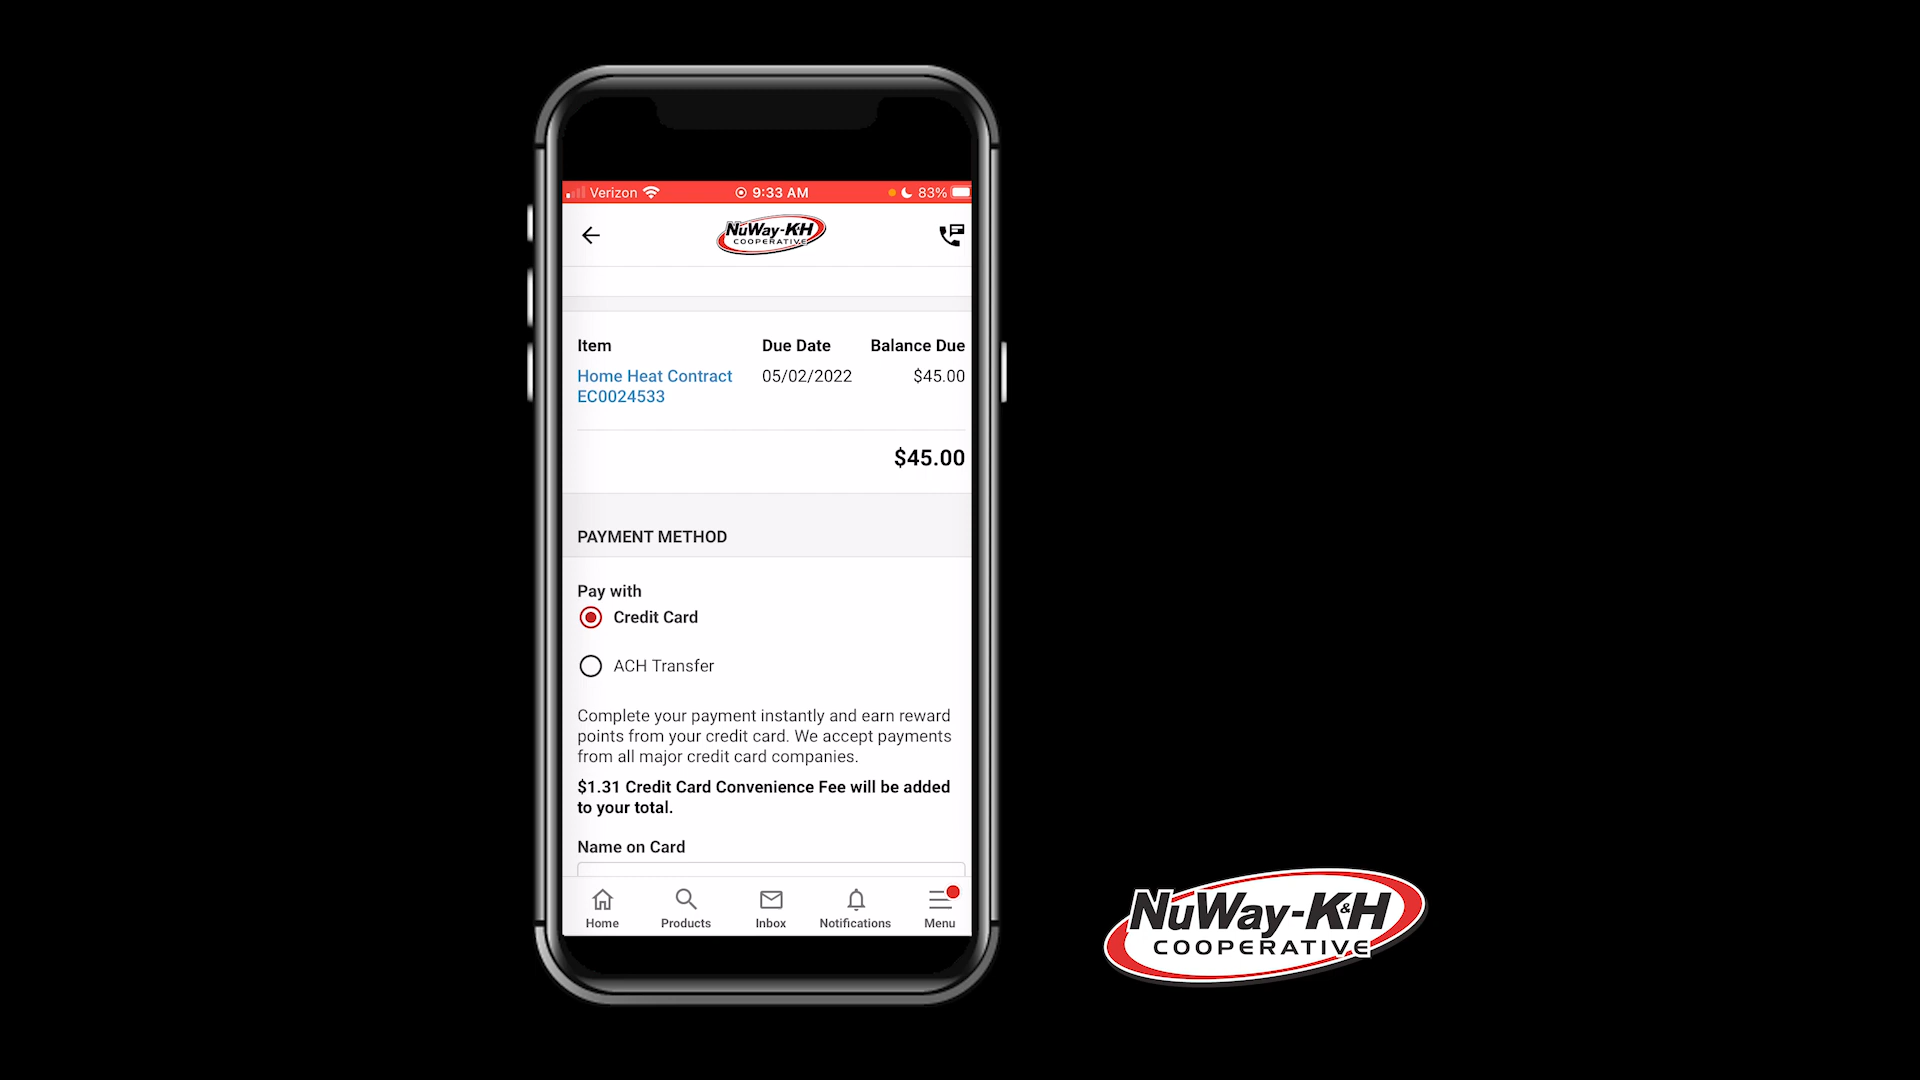 Verizon 9:33 AM 83%
NuWay-K&H
COOPERATIVE
Item Due Date Balance Due
Home Heat Contract 05/02/2022 $45.00
EC0024533
$45.00
PAYMENT METHOD
Pay with
Credit Card
ACH Transfer
Complete your payment instantly and earn reward
points from your credit card. We accept payments
from all major credit card companies.
$1.31 Credit Card Convenience Fee will be added
to your total.
Name on Card
Home Products Inbox Notifications Menu
NuWay-K&H
COOPERATIVE